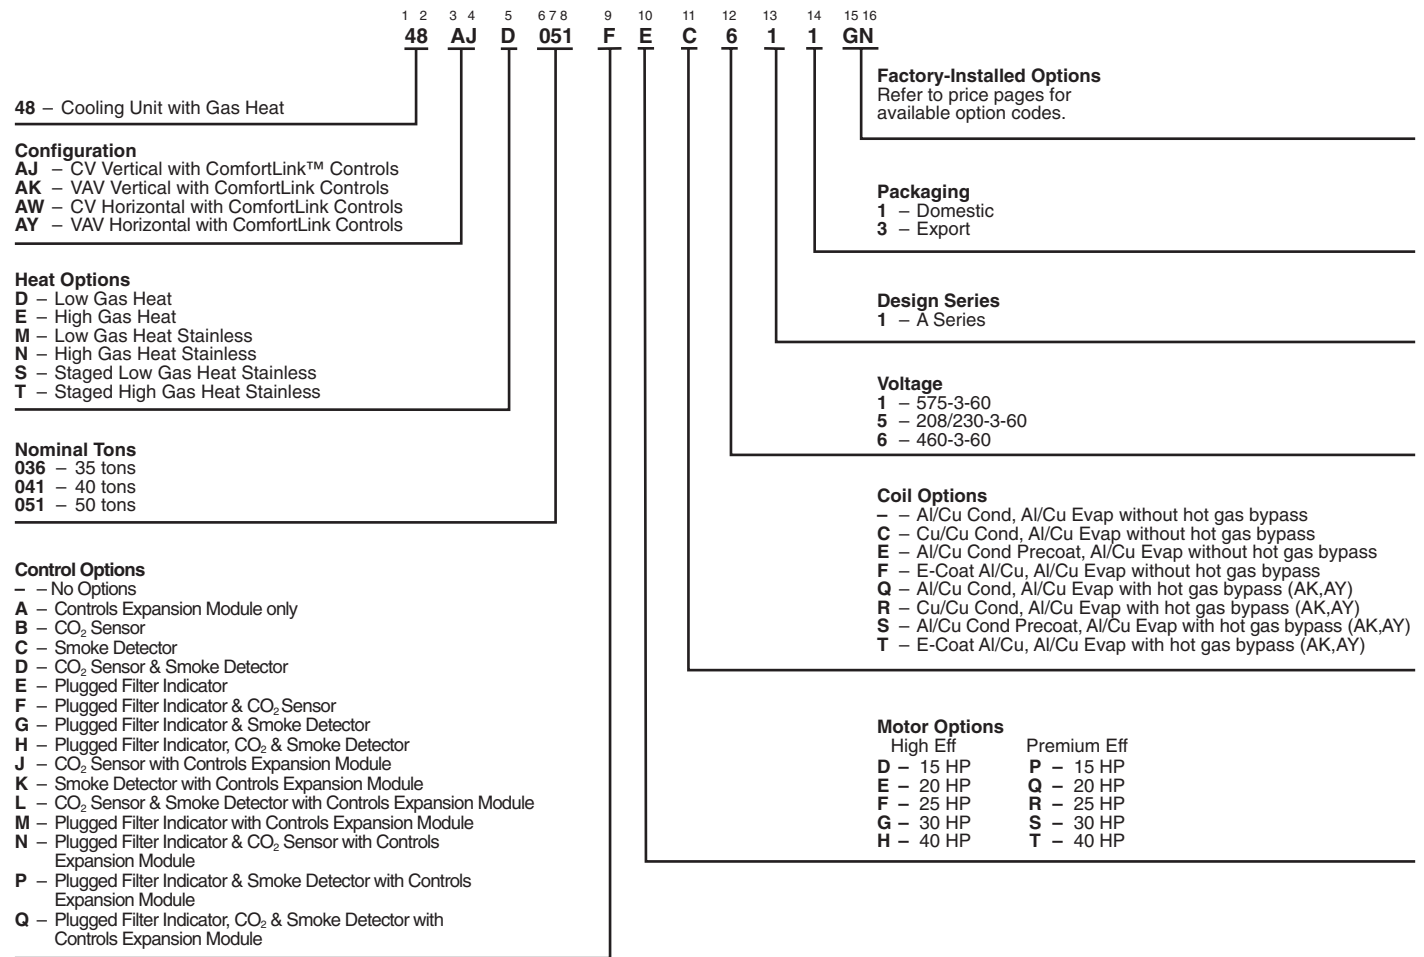 1 2 3 4 5 6 7 8 9 10 11 12 13 14 15 16
48 AJ D 051 F E C 6 1 1 GN
48 – Cooling Unit with Gas Heat
Configuration
AJ – CV Vertical with ComfortLink™ Controls
AK – VAV Vertical with ComfortLink Controls
AW – CV Horizontal with ComfortLink Controls
AY – VAV Horizontal with ComfortLink Controls
Heat Options
D – Low Gas Heat
E – High Gas Heat
M – Low Gas Heat Stainless
N – High Gas Heat Stainless
S – Staged Low Gas Heat Stainless
T – Staged High Gas Heat Stainless
Nominal Tons
036 – 35 tons
041 – 40 tons
051 – 50 tons
Control Options
– – No Options
A – Controls Expansion Module only
B – CO₂ Sensor
C – Smoke Detector
D – CO₂ Sensor & Smoke Detector
E – Plugged Filter Indicator
F – Plugged Filter Indicator & CO₂ Sensor
G – Plugged Filter Indicator & Smoke Detector
H – Plugged Filter Indicator, CO₂ & Smoke Detector
J – CO₂ Sensor with Controls Expansion Module
K – Smoke Detector with Controls Expansion Module
L – CO₂ Sensor & Smoke Detector with Controls Expansion Module
M – Plugged Filter Indicator with Controls Expansion Module
N – Plugged Filter Indicator & CO₂ Sensor with Controls
Expansion Module
P – Plugged Filter Indicator & Smoke Detector with Controls
Expansion Module
Q – Plugged Filter Indicator, CO₂ & Smoke Detector with
Controls Expansion Module
Factory-Installed Options
Refer to price pages for
available option codes.
Packaging
1 – Domestic
3 – Export
Design Series
1 – A Series
Voltage
1 – 575-3-60
5 – 208/230-3-60
6 – 460-3-60
Coil Options
– – Al/Cu Cond, Al/Cu Evap without hot gas bypass
C – Cu/Cu Cond, Al/Cu Evap without hot gas bypass
E – Al/Cu Cond Precoat, Al/Cu Evap without hot gas bypass
F – E-Coat Al/Cu, Al/Cu Evap without hot gas bypass
Q – Al/Cu Cond, Al/Cu Evap with hot gas bypass (AK,AY)
R – Cu/Cu Cond, Al/Cu Evap with hot gas bypass (AK,AY)
S – Al/Cu Cond Precoat, Al/Cu Evap with hot gas bypass (AK,AY)
T – E-Coat Al/Cu, Al/Cu Evap with hot gas bypass (AK,AY)
Motor Options
High Eff Premium Eff
D – 15 HP P – 15 HP
E – 20 HP Q – 20 HP
F – 25 HP R – 25 HP
G – 30 HP S – 30 HP
H – 40 HP T – 40 HP